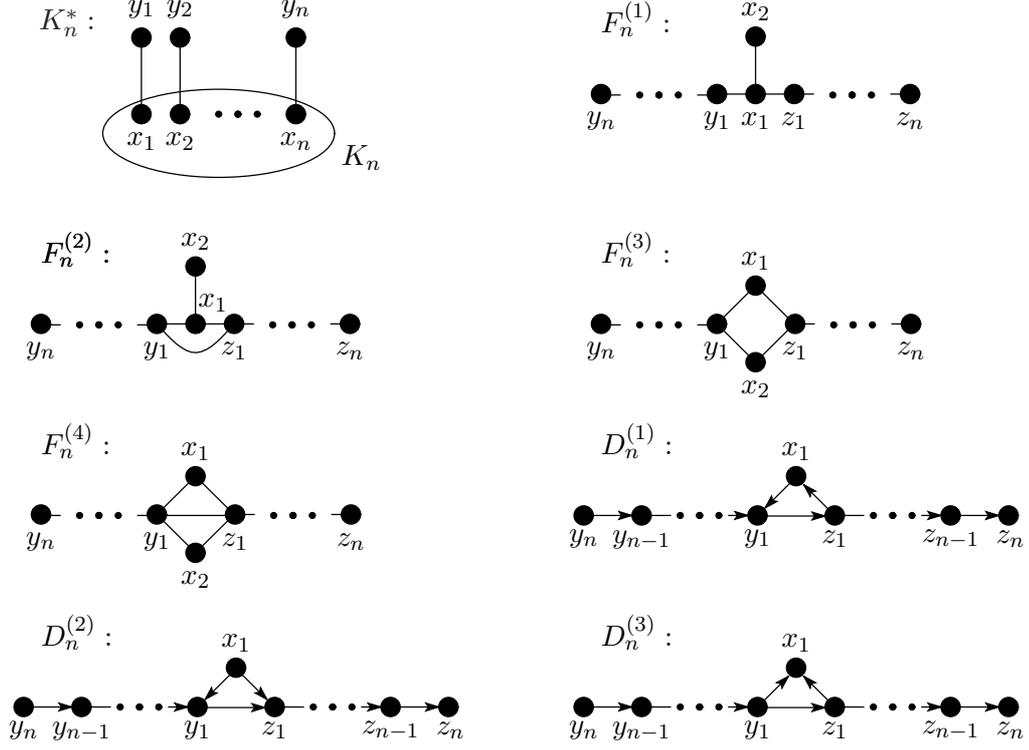 K_n^* :
y_1 y_2 y_n
x_1 x_2 x_n
K_n
F_n^{(1)} :
x_2
y_n y_1 x_1 z_1 z_n
F_n^{(2)} :
x_2
x_1
y_n y_1 z_1 z_n
F_n^{(3)} :
x_1
y_n y_1 z_1 z_n
x_2
F_n^{(4)} :
x_1
y_n y_1 z_1 z_n
x_2
D_n^{(1)} :
x_1
y_n y_{n-1} y_1 z_1 z_{n-1} z_n
D_n^{(2)} :
x_1
y_n y_{n-1} y_1 z_1 z_{n-1} z_n
D_n^{(3)} :
x_1
y_n y_{n-1} y_1 z_1 z_{n-1} z_n